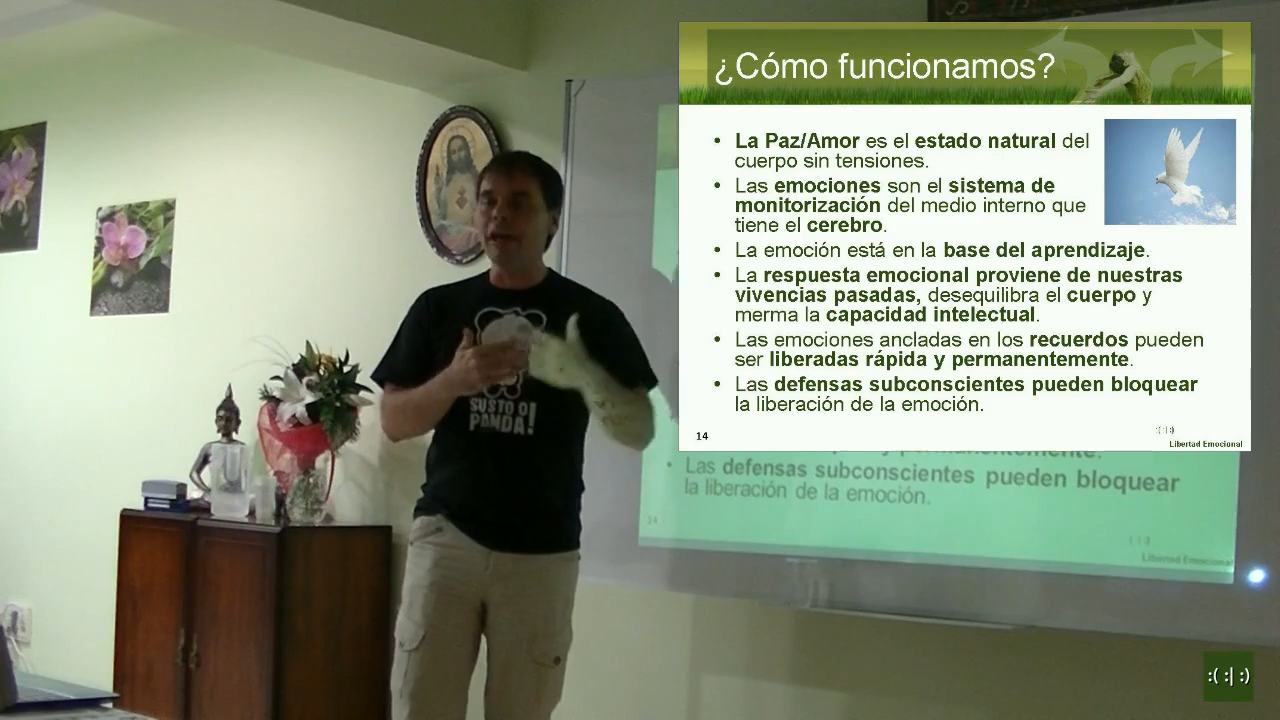 ¿Cómo funcionamos?
• La Paz/Amor es el estado natural del
cuerpo sin tensiones.
• Las emociones son el sistema de
monitorización del medio interno que
tiene el cerebro.
• La emoción está en la base del aprendizaje.
• La respuesta emocional proviene de nuestras
vivencias pasadas, desequilibra el cuerpo y
merma la capacidad intelectual.
• Las emociones ancladas en los recuerdos pueden
ser liberadas rápida y permanentemente.
• Las defensas subconscientes pueden bloquear
la liberación de la emoción.
14
:(:|:)
Libertad Emocional
SUSTO O
PANDA!
y permanentemente.
• Las defensas subconscientes pueden bloquear
la liberación de la emoción.
14
Libertad Emocional
:( :| :)